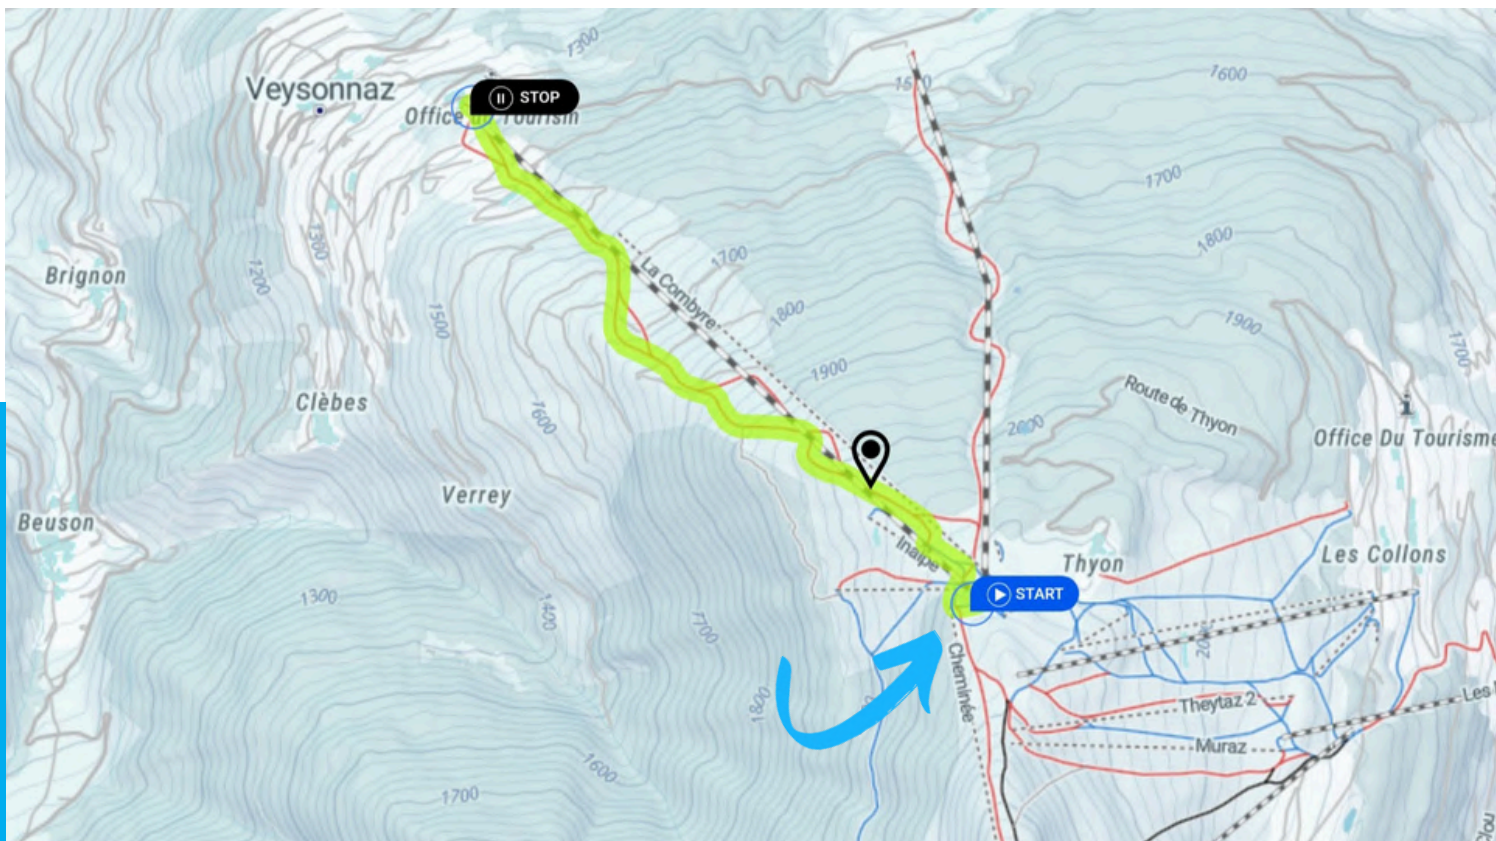 1300
1600
Veysonnaz
STOP
Office du Tourism
1700
1800
1300
1700
Brignon
1200
La Combyre
1500
1800
1900
1700
1900
Route de Thyon
Clèbes
1600
2000
Office Du Tourisme
Verrey
Beuson
Inalpe
Thyon
Les Collons
START
1300
1400
1700
Cheminée
1800
Theytaz 2
Les
Muraz
1600
1700